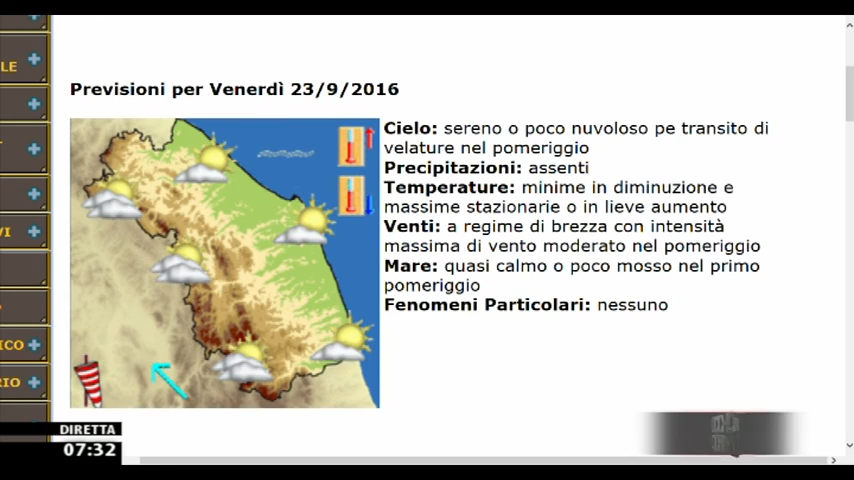 LE
VI
ICO
RIO
Previsioni per Venerdì 23/9/2016
Cielo: sereno o poco nuvoloso pe transito di
velature nel pomeriggio
Precipitazioni: assenti
Temperature: minime in diminuzione e
massime stazionarie o in lieve aumento
Venti: a regime di brezza con intensità
massima di vento moderato nel pomeriggio
Mare: quasi calmo o poco mosso nel primo
pomeriggio
Fenomeni Particolari: nessuno
DIRETTA
07:32